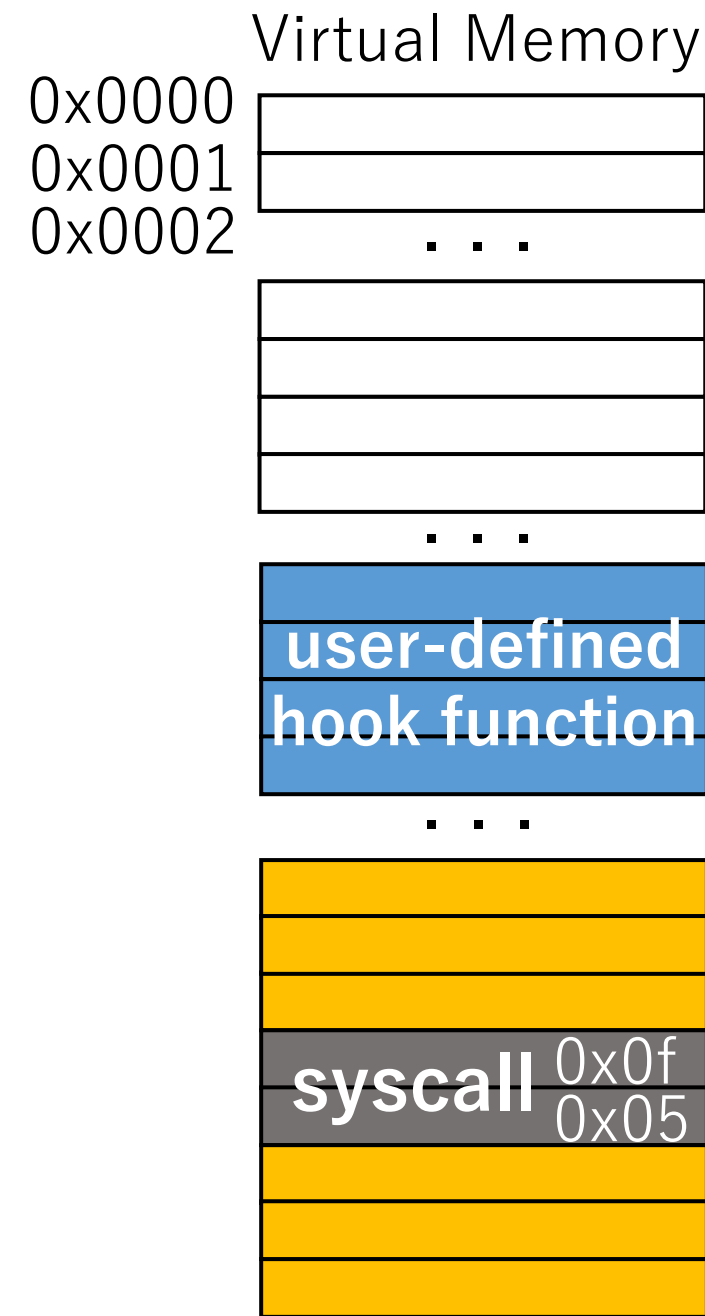 Virtual Memory
0x0000
0x0001
0x0002
. . .
. . .
user-defined
hook function
. . .
syscall 0x0f
0x05